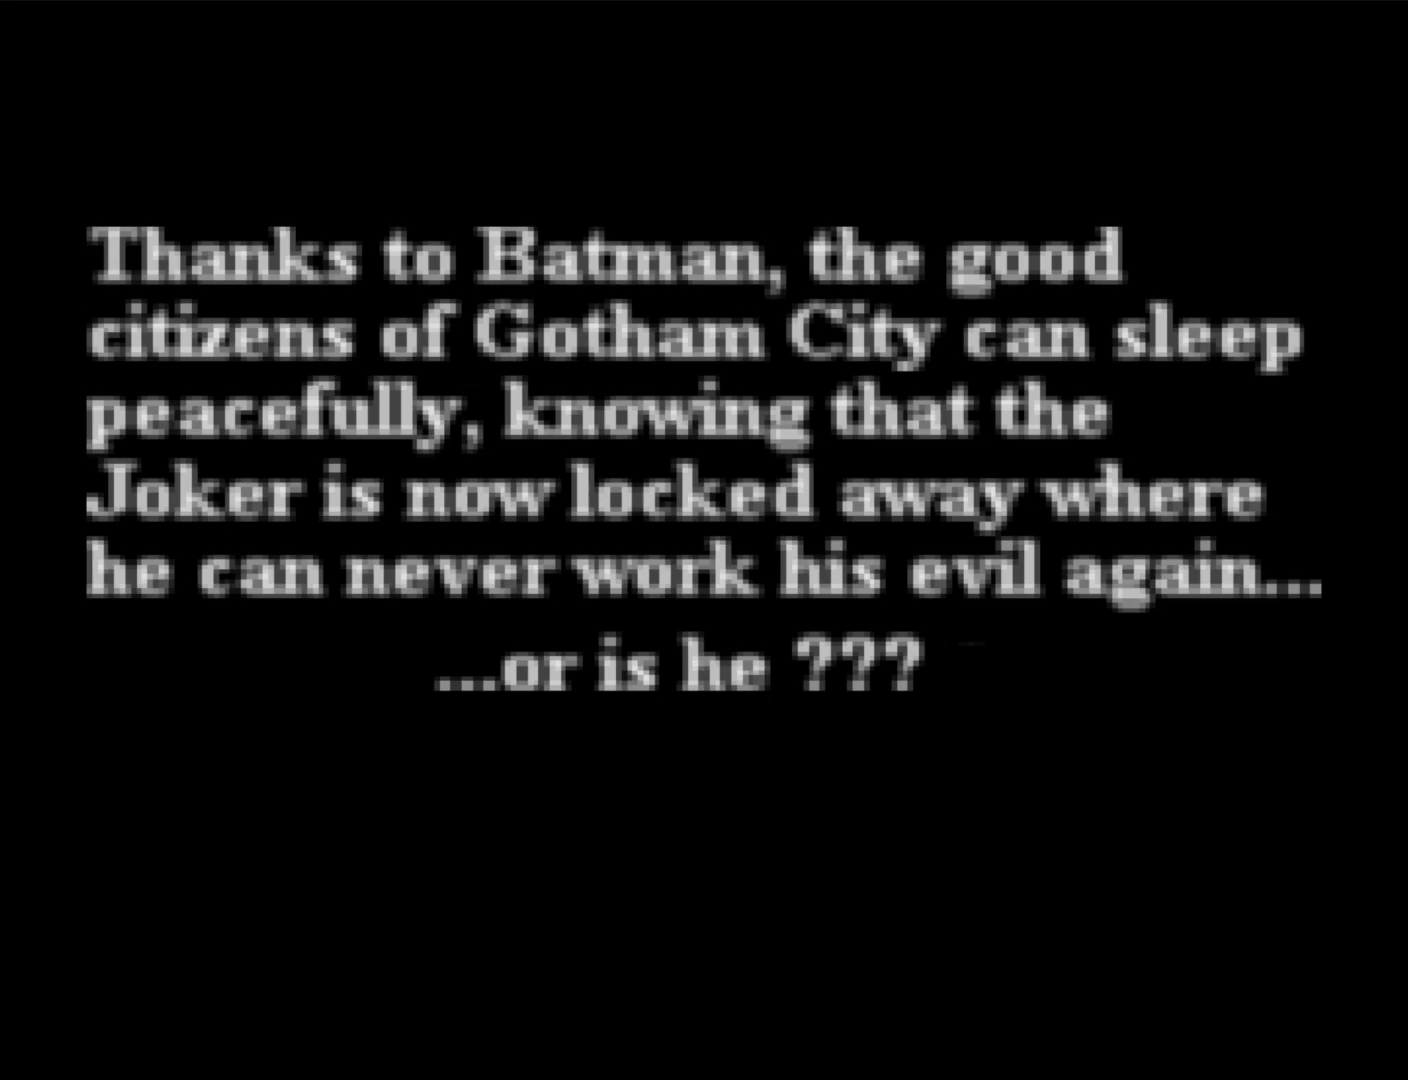 Thanks to Batman, the good
citizens of Gotham City can sleep
peacefully, knowing that the
Joker is now locked away where
he can never work his evil again...
...or is he ???